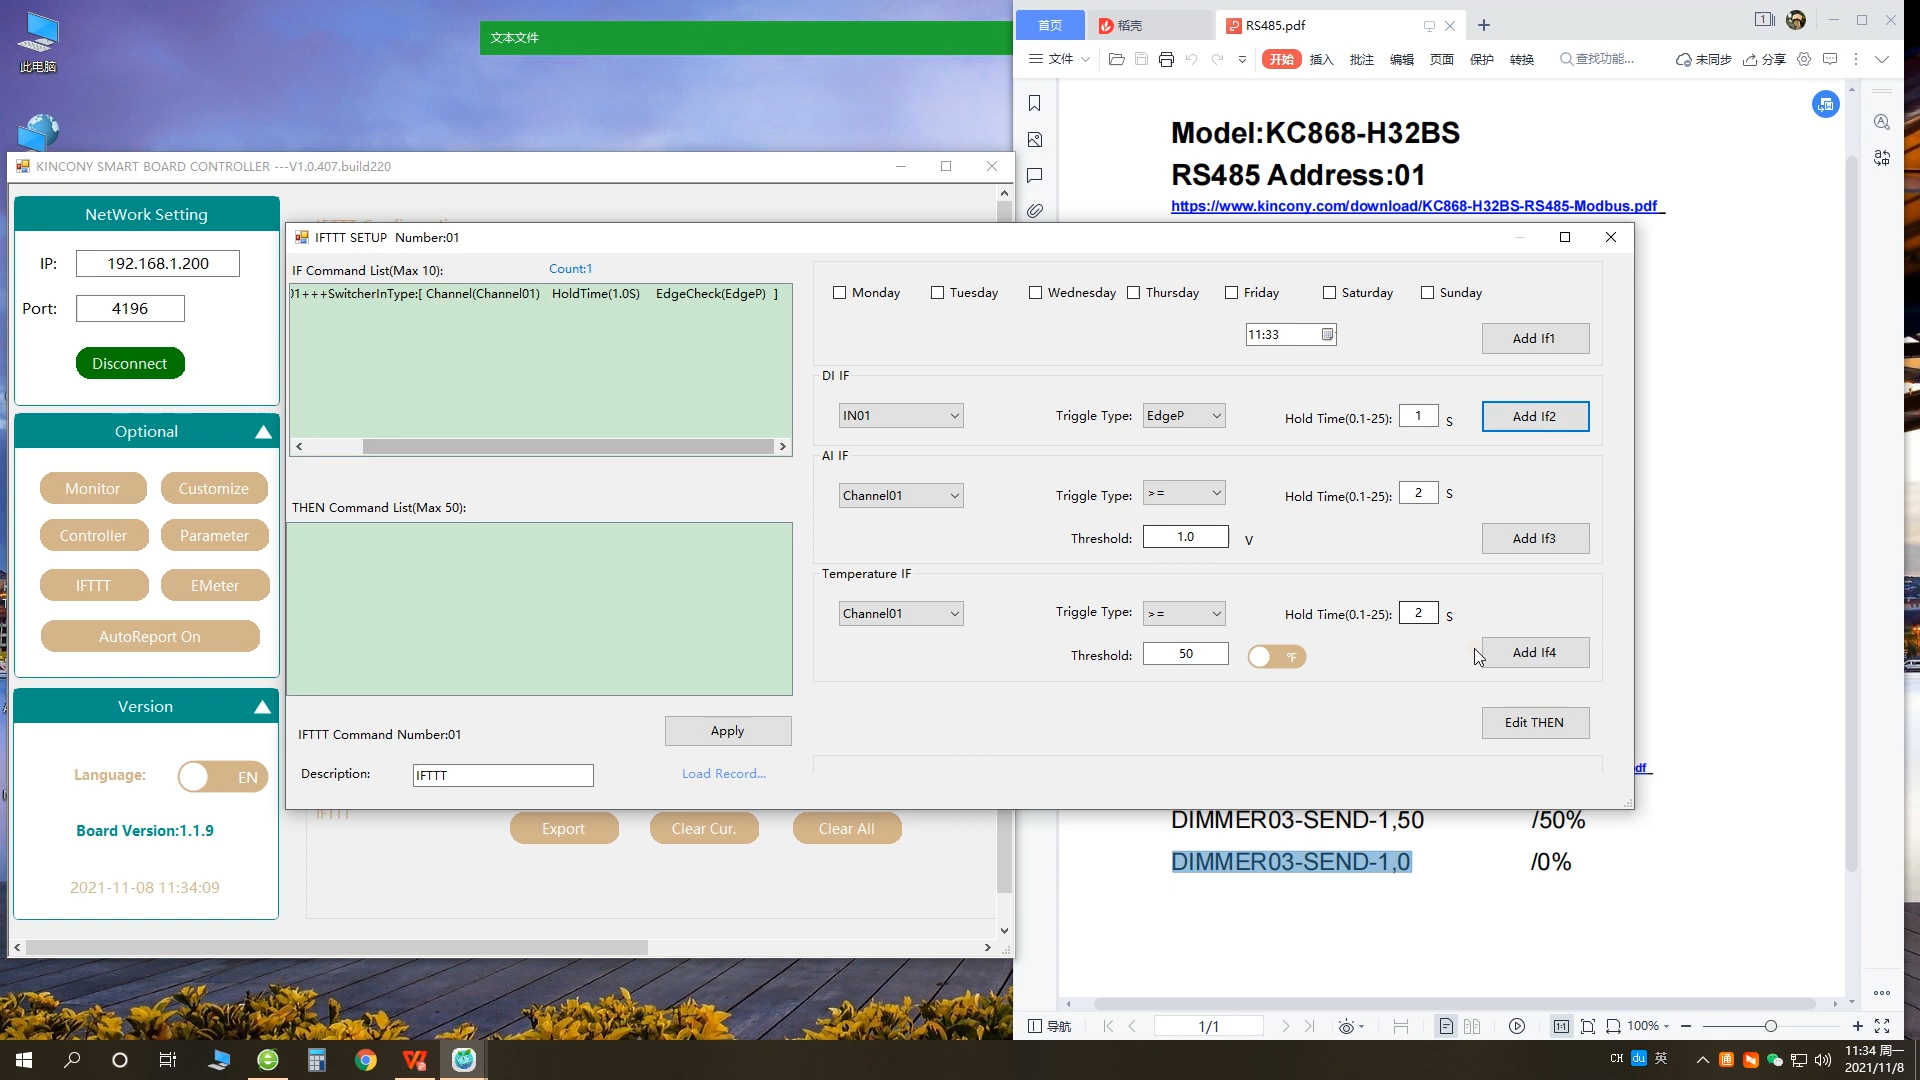 此电脑
文本文件
KINCONY SMART BOARD CONTROLLER ---V1.0.407.build220
NetWork Setting
IP: 192.168.1.200
Port: 4196
Disconnect
Optional
Monitor Customize
Controller Parameter
IFTTT EMeter
AutoReport On
Version
Language: EN
Board Version:1.1.9
2021-11-08 11:34:09
IFTTT
Export Clear Cur. Clear All
IFTTT SETUP Number:01
IF Command List(Max 10): Count:1
01+++SwitcherInType:[ Channel(Channel01) HoldTime(1.0S) EdgeCheck(EdgeP) ]
THEN Command List(Max 50):
IFTTT Command Number:01 Apply
Description: IFTTT Load Record...
Monday Tuesday Wednesday Thursday Friday Saturday Sunday
11:33 Add If1
DI IF
IN01 Triggle Type: EdgeP Hold Time(0.1-25): 1 S Add If2
AI IF
Channel01 Triggle Type: >= Hold Time(0.1-25): 2 S
Threshold: 1.0 V Add If3
Temperature IF
Channel01 Triggle Type: >= Hold Time(0.1-25): 2 S
Threshold: 50 °F Add If4
Edit THEN
首页 稻壳 RS485.pdf
文件 开始 插入 批注 编辑 页面 保护 转换 查找功能... 未同步 分享
Model:KC868-H32BS
RS485 Address:01
https://www.kincony.com/download/KC868-H32BS-RS485-Modbus.pdf
df
DIMMER03-SEND-1,50 /50%
DIMMER03-SEND-1,0 /0%
导航 1/1 100%
CH du 英
11:34 周一
2021/11/8